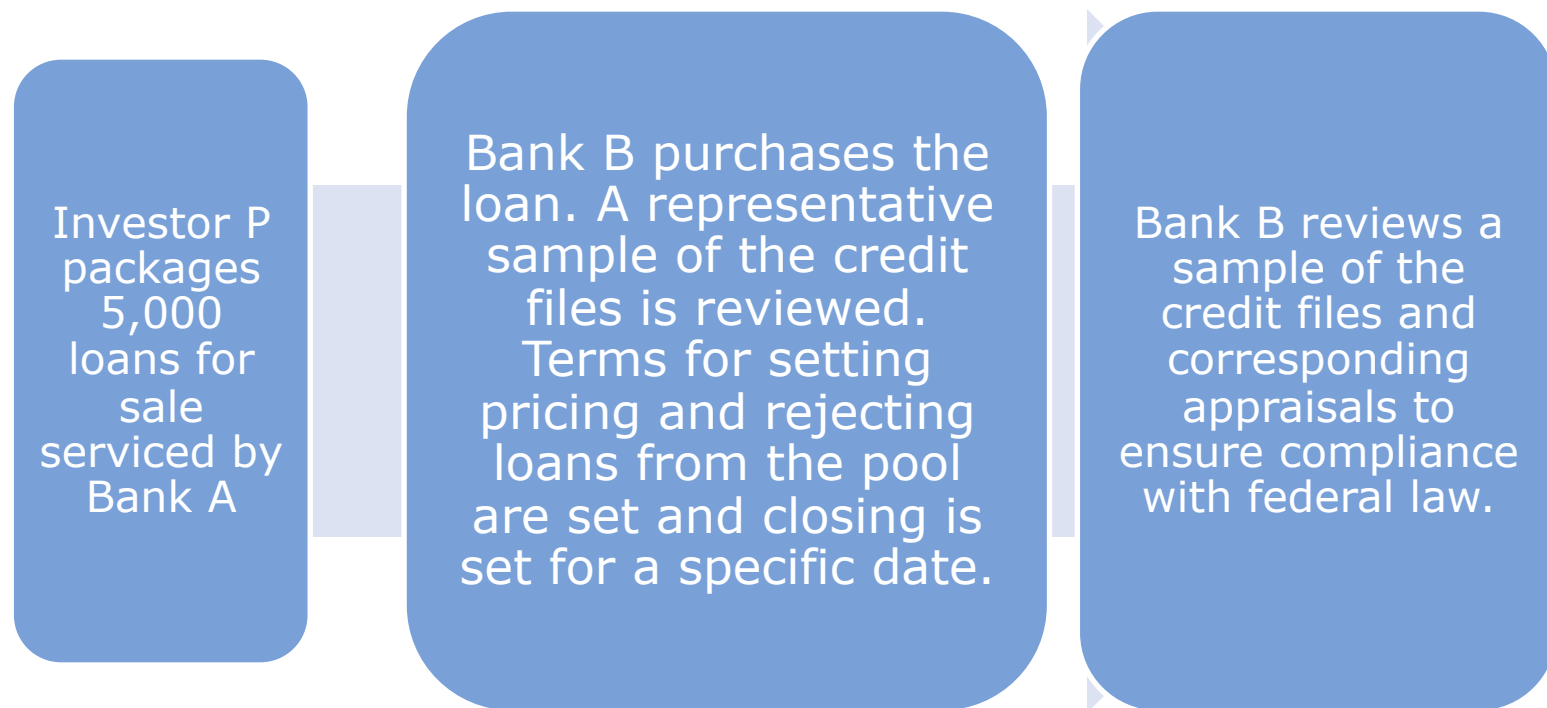 Investor P
packages
5,000
loans for
sale
serviced by
Bank A
Bank B purchases the
loan. A representative
sample of the credit
files is reviewed.
Terms for setting
pricing and rejecting
loans from the pool
are set and closing is
set for a specific date.
Bank B reviews a
sample of the
credit files and
corresponding
appraisals to
ensure compliance
with federal law.